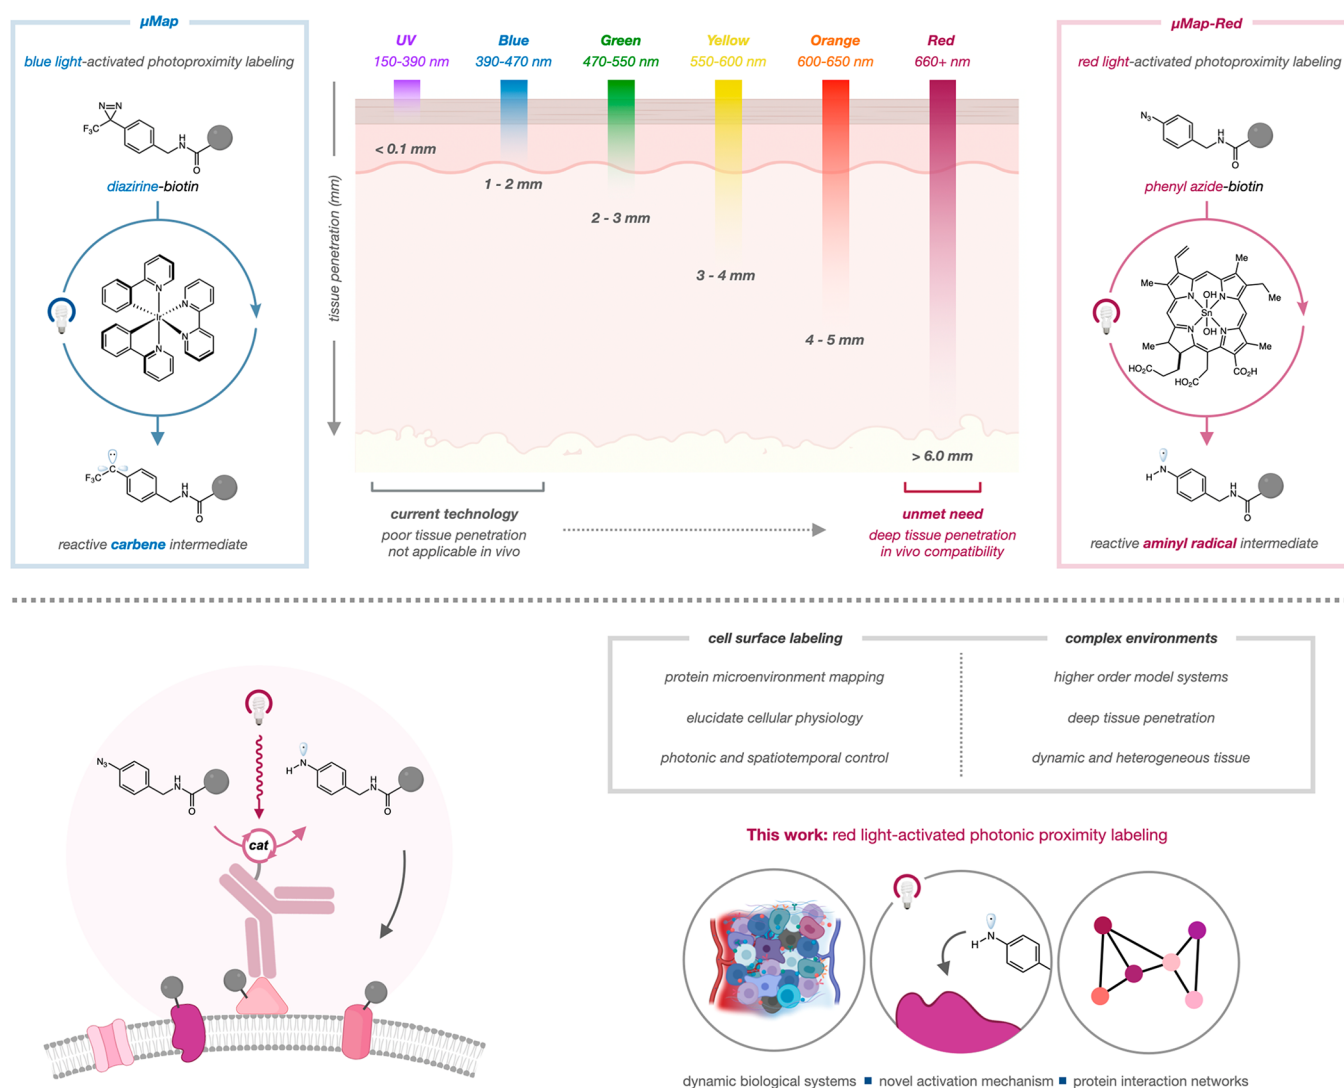 µMap
blue light-activated photoproximity labeling
N=N
F₃C
H
N
O
diazirine-biotin
N
N
Ir
N
N
F₃C
C
H
N
O
reactive carbene intermediate
UV
150-390 nm
Blue
390-470 nm
Green
470-550 nm
Yellow
550-600 nm
Orange
600-650 nm
Red
660+ nm
tissue penetration (mm)
< 0.1 mm
1 - 2 mm
2 - 3 mm
3 - 4 mm
4 - 5 mm
> 6.0 mm
current technology
poor tissue penetration
not applicable in vivo
unmet need
deep tissue penetration
in vivo compatibility
µMap-Red
red light-activated photoproximity labeling
N₃
H
N
O
phenyl azide-biotin
Me
Me
Me
OH
N
N
Sn
N
OH
N
Me
Me
HO₂C
HO₂C
CO₂H
N
H
H
N
O
reactive aminyl radical intermediate
N₃
H
N
O
N
H
H
N
O
cat
cell surface labeling
protein microenvironment mapping
elucidate cellular physiology
photonic and spatiotemporal control
complex environments
higher order model systems
deep tissue penetration
dynamic and heterogeneous tissue
This work: red light-activated photonic proximity labeling
N
H
dynamic biological systems ■ novel activation mechanism ■ protein interaction networks